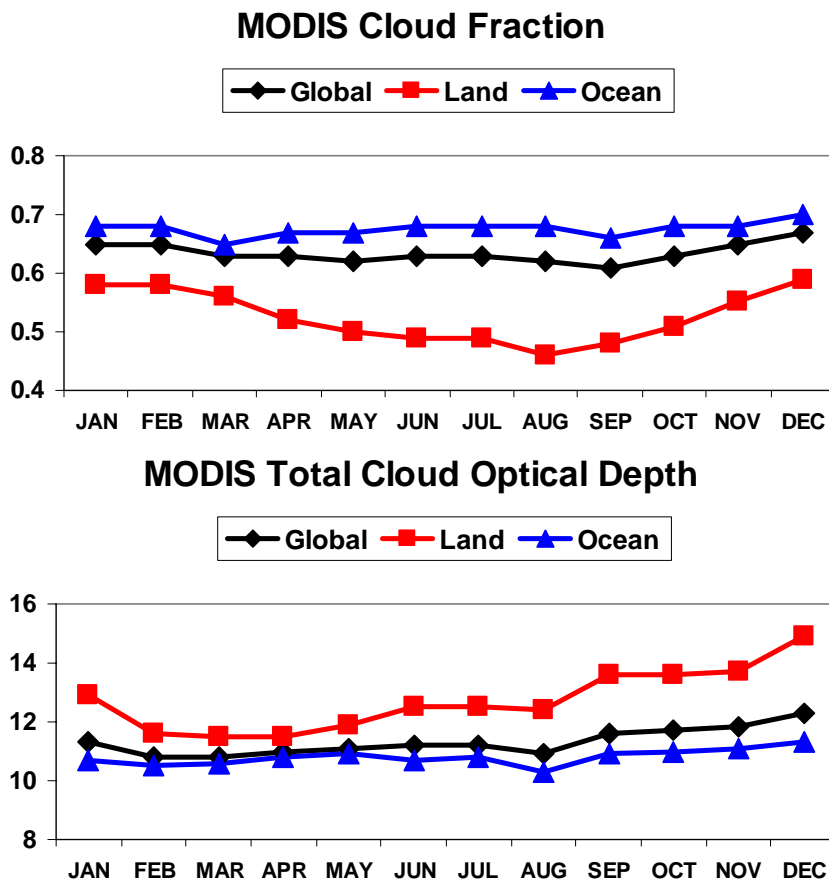 MODIS Cloud Fraction
Global Land Ocean
0.8
0.7
0.6
0.5
0.4
JAN FEB MAR APR MAY JUN JUL AUG SEP OCT NOV DEC
MODIS Total Cloud Optical Depth
Global Land Ocean
16
14
12
10
8
JAN FEB MAR APR MAY JUN JUL AUG SEP OCT NOV DEC